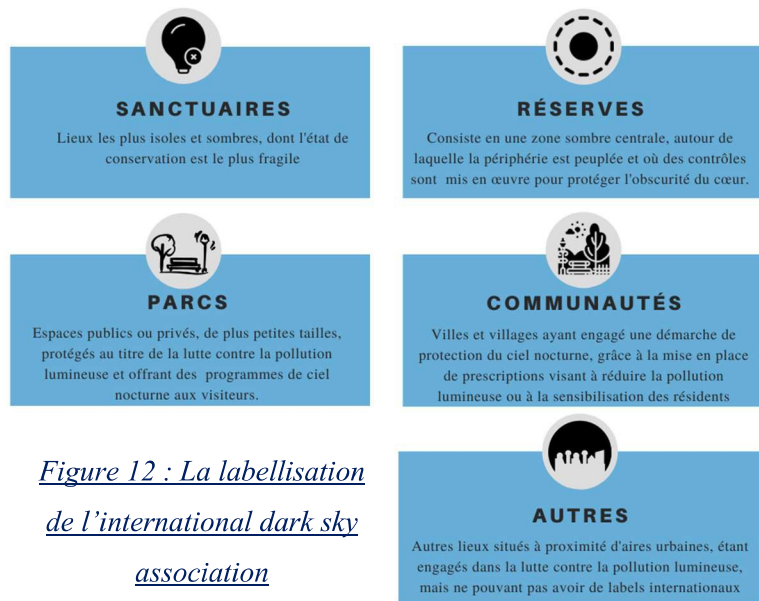 SANCTUAIRES
Lieux les plus isoles et sombres, dont l'état de
conservation est le plus fragile
RÉSERVES
Consiste en une zone sombre centrale, autour de
laquelle la périphérie est peuplée et où des contrôles
sont mis en œuvre pour protéger l'obscurité du cœur.
PARCS
Espaces publics ou privés, de plus petites tailles,
protégés au titre de la lutte contre la pollution
lumineuse et offrant des programmes de ciel
nocturne aux visiteurs.
COMMUNAUTÉS
Villes et villages ayant engagé une démarche de
protection du ciel nocturne, grâce à la mise en place
de prescriptions visant à réduire la pollution
lumineuse ou à la sensibilisation des résidents
Figure 12 : La labellisation
de l'international dark sky
association
AUTRES
Autres lieux situés à proximité d'aires urbaines, étant
engagés dans la lutte contre la pollution lumineuse,
mais ne pouvant pas avoir de labels internationaux